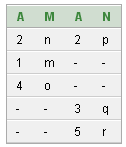 A M A N
2 n 2 p
1 m - -
4 o - -
- - 3 q
- - 5 r